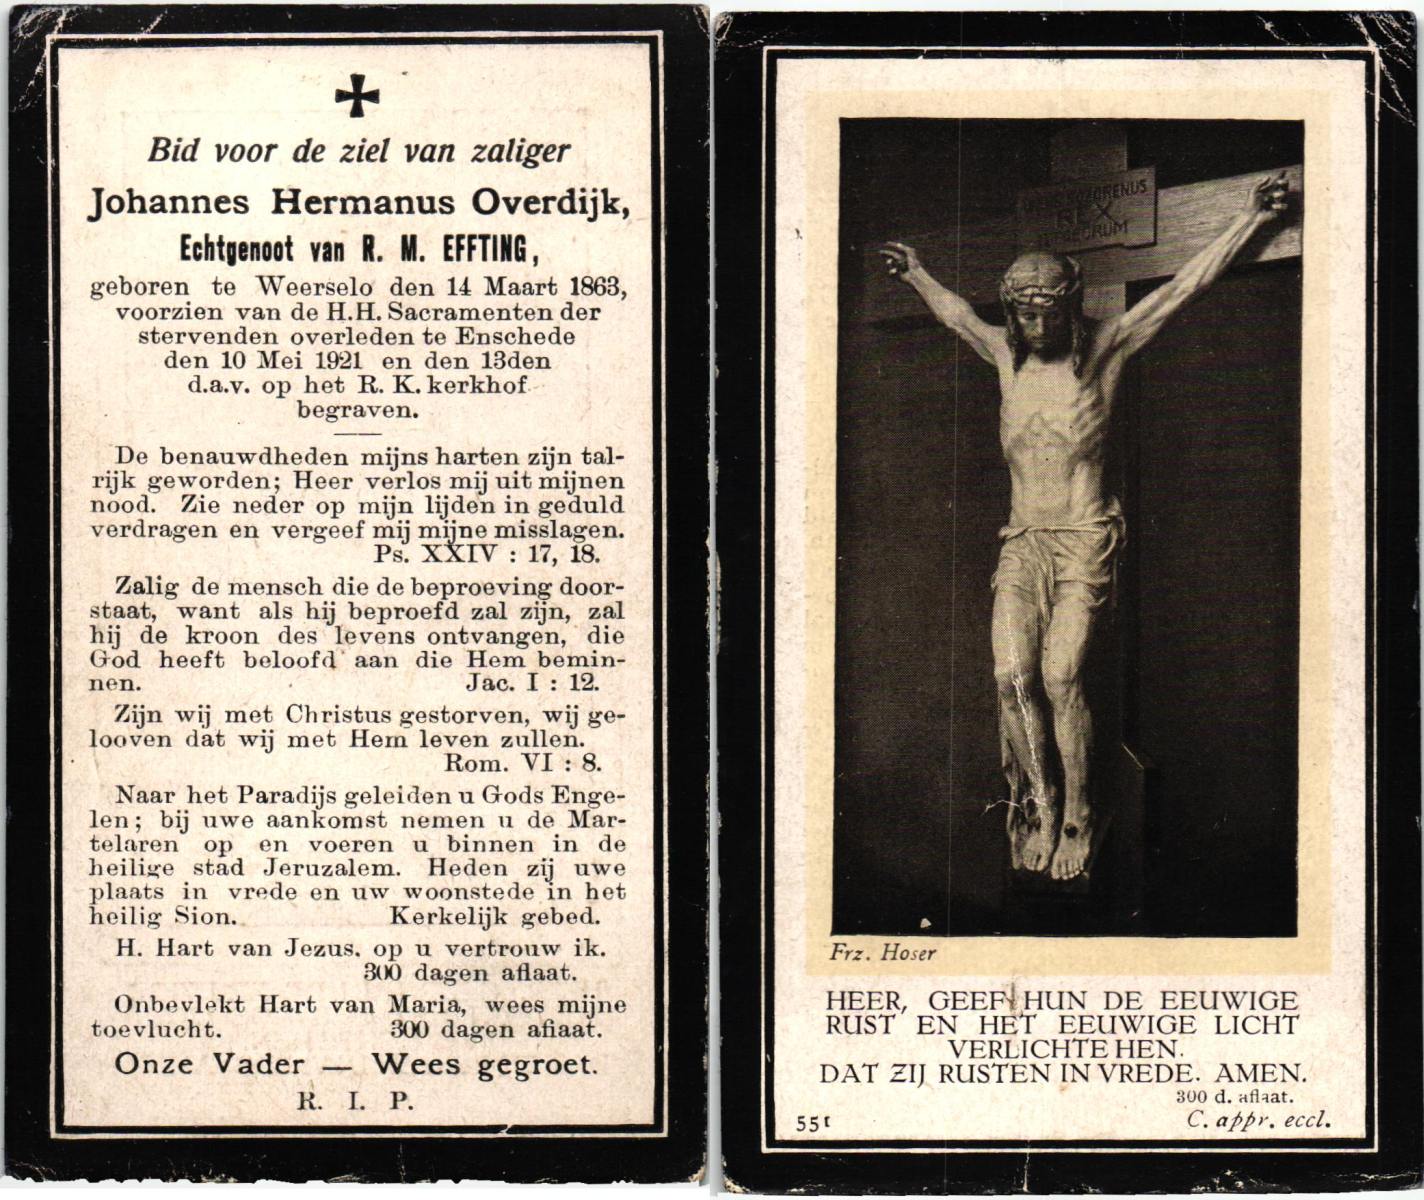 Bid voor de ziel van zaliger
Johannes Hermanus Overdijk,
Echtgenoot van R. M. EFFTING,
geboren te Weerselo den 14 Maart 1863,
voorzien van de H.H. Sacramenten der
stervenden overleden te Enschede
den 10 Mei 1921 en den 13den
d.a.v. op het R. K. kerkhof
begraven.
De benauwdheden mijns harten zijn tal-
rijk geworden; Heer verlos mij uit mijnen
nood. Zie neder op mijn lijden in geduld
verdragen en vergeef mij mijne misslagen.
Ps. XXIV : 17, 18.
Zalig de mensch die de beproeving door-
staat, want als hij beproefd zal zijn, zal
hij de kroon des levens ontvangen, die
God heeft beloofd aan die Hem bemin-
nen. Jac. I : 12.
Zijn wij met Christus gestorven, wij ge-
looven dat wij met Hem leven zullen.
Rom. VI : 8.
Naar het Paradijs geleiden u Gods Enge-
len; bij uwe aankomst nemen u de Mar-
telaren op en voeren u binnen in de
heilige stad Jeruzalem. Heden zij uwe
plaats in vrede en uw woonstede in het
heilig Sion. Kerkelijk gebed.
H. Hart van Jezus, op u vertrouw ik.
300 dagen aflaat.
Onbevlekt Hart van Maria, wees mijne
toevlucht. 300 dagen aflaat.
Onze Vader — Wees gegroet.
R. I. P.
REX
Frz. Hoser
HEER, GEEF HUN DE EEUWIGE
RUST EN HET EEUWIGE LICHT
VERLICHTE HEN.
DAT ZIJ RUSTEN IN VREDE. AMEN.
300 d. aflaat.
551 C. appr. eccl.